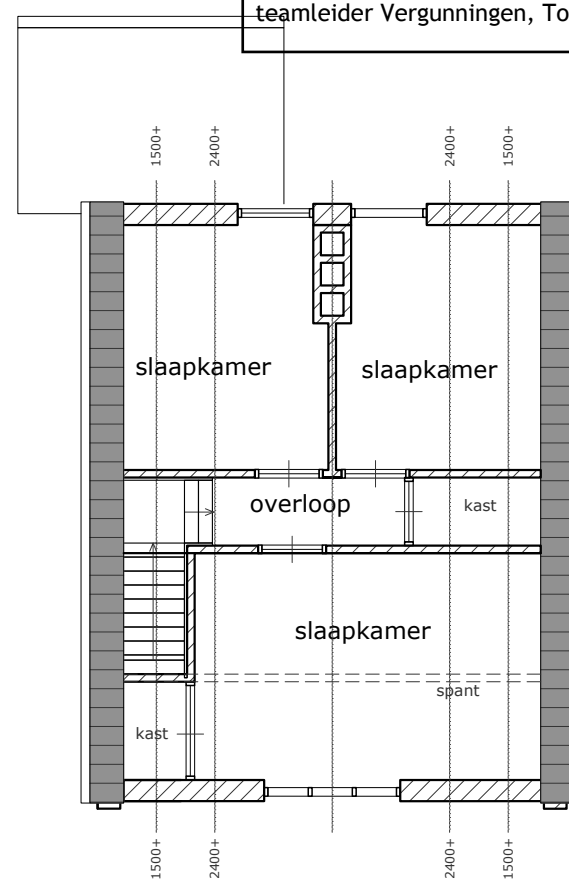 teamleider Vergunningen, To
1500+
2400+
2400+
1500+
slaapkamer
slaapkamer
overloop
kast
slaapkamer
spant
kast
1500+
2400+
2400+
1500+